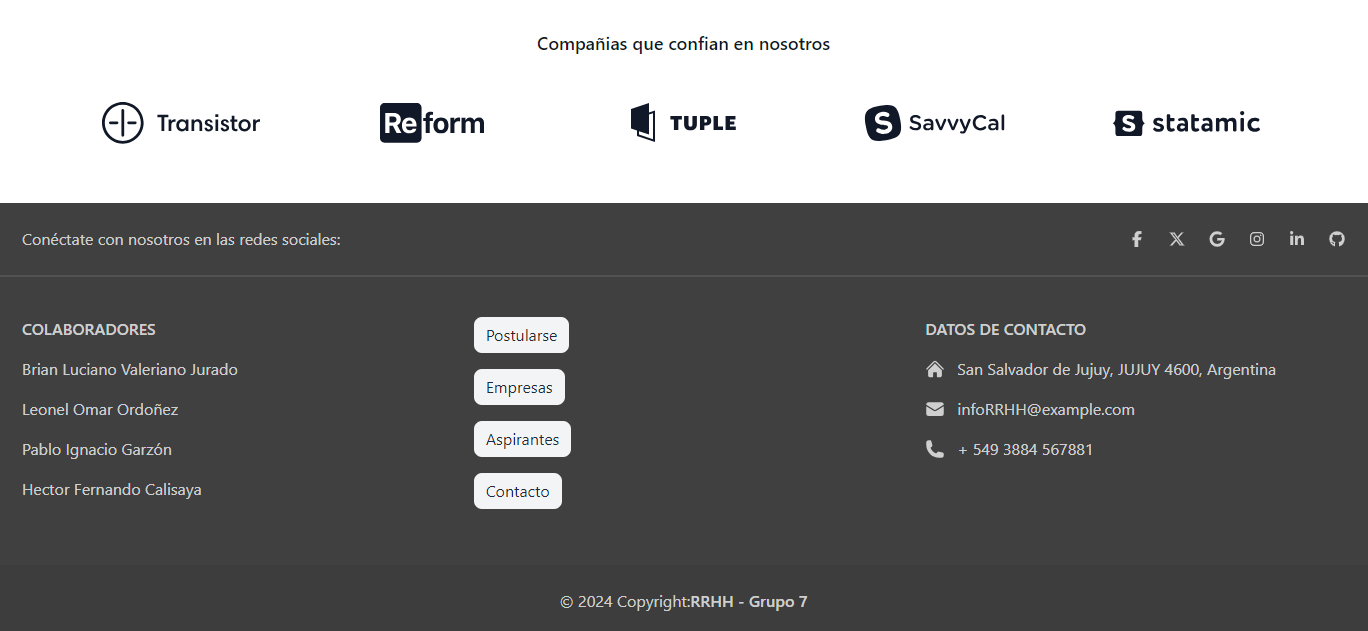 Compañias que confian en nosotros
Transistor
Reform
TUPLE
SavvyCal
statamic
Conéctate con nosotros en las redes sociales:
COLABORADORES
Brian Luciano Valeriano Jurado
Leonel Omar Ordoñez
Pablo Ignacio Garzón
Hector Fernando Calisaya
Postularse
Empresas
Aspirantes
Contacto
DATOS DE CONTACTO
San Salvador de Jujuy, JUJUY 4600, Argentina
infoRRHH@example.com
+ 549 3884 567881
© 2024 Copyright:RRHH - Grupo 7